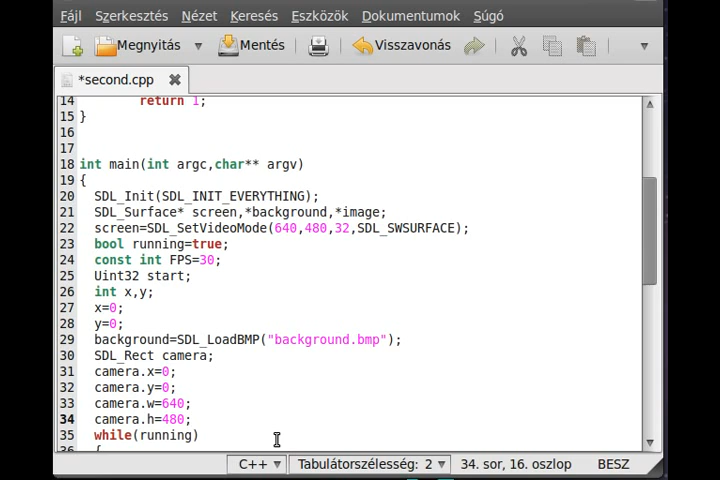 Fájl Szerkesztés Nézet Keresés Eszközök Dokumentumok Súgó
Megnyitás Mentés Visszavonás
*second.cpp
14 return 1;
15 }
16
17
18 int main(int argc,char** argv)
19 {
20 SDL_Init(SDL_INIT_EVERYTHING);
21 SDL_Surface* screen,*background,*image;
22 screen=SDL_SetVideoMode(640,480,32,SDL_SWSURFACE);
23 bool running=true;
24 const int FPS=30;
25 Uint32 start;
26 int x,y;
27 x=0;
28 y=0;
29 background=SDL_LoadBMP("background.bmp");
30 SDL_Rect camera;
31 camera.x=0;
32 camera.y=0;
33 camera.w=640;
34 camera.h=480;
35 while(running)
36 {
C++ Tabulátorszélesség: 2 34. sor, 16. oszlop BESZ